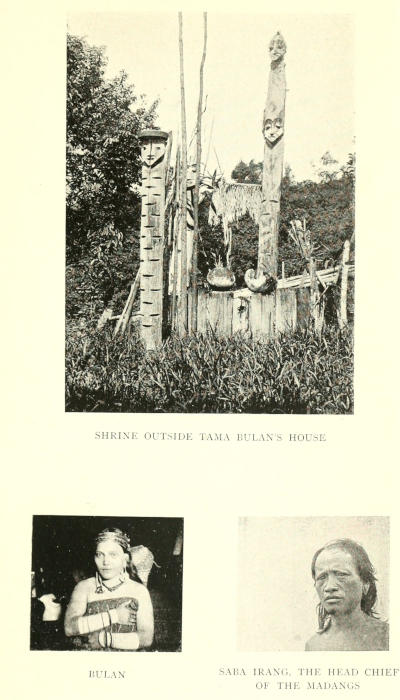 SHRINE OUTSIDE TAMA BULAN'S HOUSE
BULAN
SABA IRANG, THE HEAD CHIEF
OF THE MADANGS